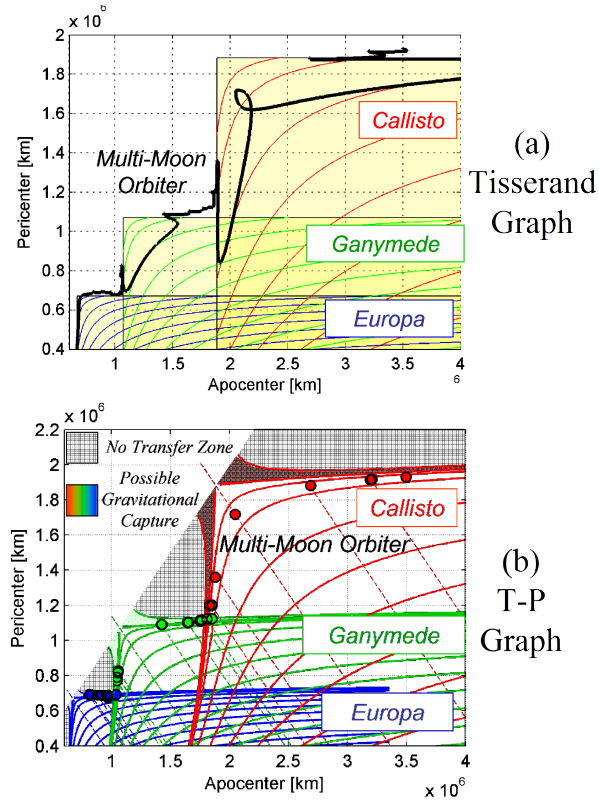 x 10
2
1.8
1.6
1.4
1.2
1
0.8
0.6
0.4
Pericenter [km]
Multi-Moon
Orbiter
Callisto
Ganymede
Europa
1 1.5 2 2.5 3 3.5 4
Apocenter [km]
6
(a)
Tisserand
Graph
x 10⁶
2.2
2
1.8
1.6
1.4
1.2
1
0.8
0.6
0.4
Pericenter [km]
No Transfer Zone
Possible
Gravitational
Capture
Callisto
Multi-Moon Orbiter
Ganymede
Europa
1 1.5 2 2.5 3 3.5 4
Apocenter [km]
x 10⁶
(b)
T-P
Graph